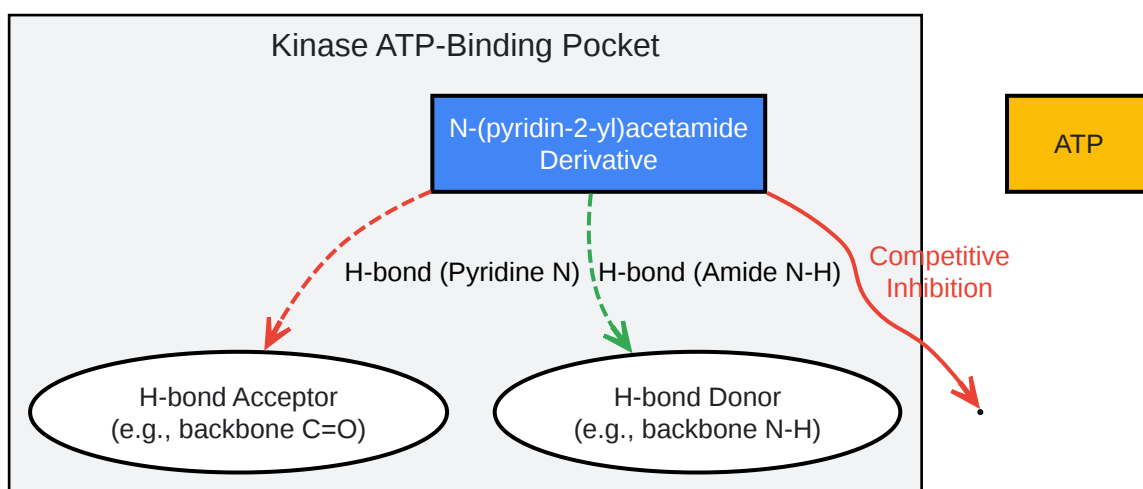 Kinase ATP-Binding Pocket
N-(pyridin-2-yl)acetamide
Derivative
ATP
H-bond (Pyridine N)
H-bond (Amide N-H)
Competitive
Inhibition
H-bond Acceptor
(e.g., backbone C=O)
H-bond Donor
(e.g., backbone N-H)